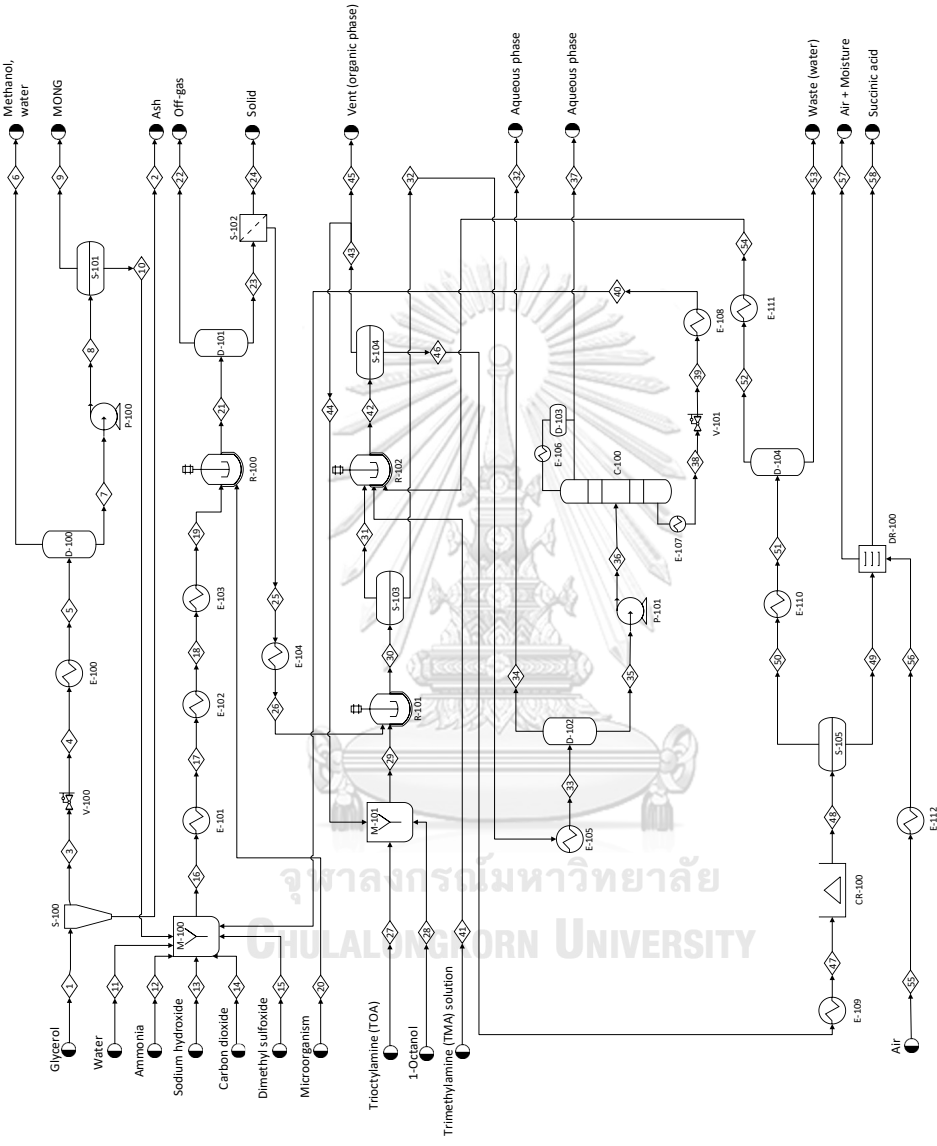 Glycerol
1
S-100
3
V-100
4
E-100
5
D-100
6
Methanol,
water
7
P-100
8
S-101
9
MONG
10
2
Ash
Water
11
Ammonia
12
Sodium hydroxide
13
Carbon dioxide
14
Dimethyl sulfoxide
15
Microorganism
20
M-100
16
E-101
17
E-102
18
E-103
19
R-100
21
D-101
22
Off-gas
23
S-102
24
Solid
25
E-104
26
Trioctylamine (TOA)
27
1-Octanol
28
Trimethylamine (TMA) solution
41
M-101
29
R-101
30
S-103
31
R-102
42
S-104
43
44
45
Vent (organic phase)
46
32
E-105
33
D-102
34
32
Aqueous phase
35
P-101
36
C-100
E-106
D-103
37
Aqueous phase
E-107
38
V-101
39
E-108
40
E-109
47
CR-100
48
S-105
50
E-110
51
D-104
52
E-111
54
53
Waste (water)
49
DR-100
57
Air + Moisture
58
Succinic acid
Air
55
E-112
56
จุฬาลงกรณ์มหาวิทยาลัย
CHULALONGKORN UNIVERSITY